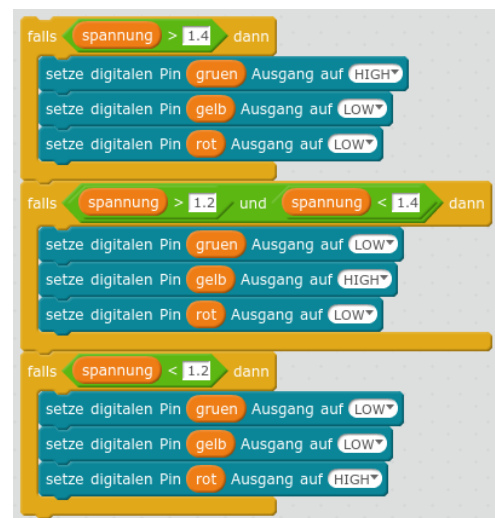 falls spannung > 1.4 dann
setze digitalen Pin gruen Ausgang auf HIGH
setze digitalen Pin gelb Ausgang auf LOW
setze digitalen Pin rot Ausgang auf LOW
falls spannung > 1.2 und spannung < 1.4 dann
setze digitalen Pin gruen Ausgang auf LOW
setze digitalen Pin gelb Ausgang auf HIGH
setze digitalen Pin rot Ausgang auf LOW
falls spannung < 1.2 dann
setze digitalen Pin gruen Ausgang auf LOW
setze digitalen Pin gelb Ausgang auf LOW
setze digitalen Pin rot Ausgang auf HIGH